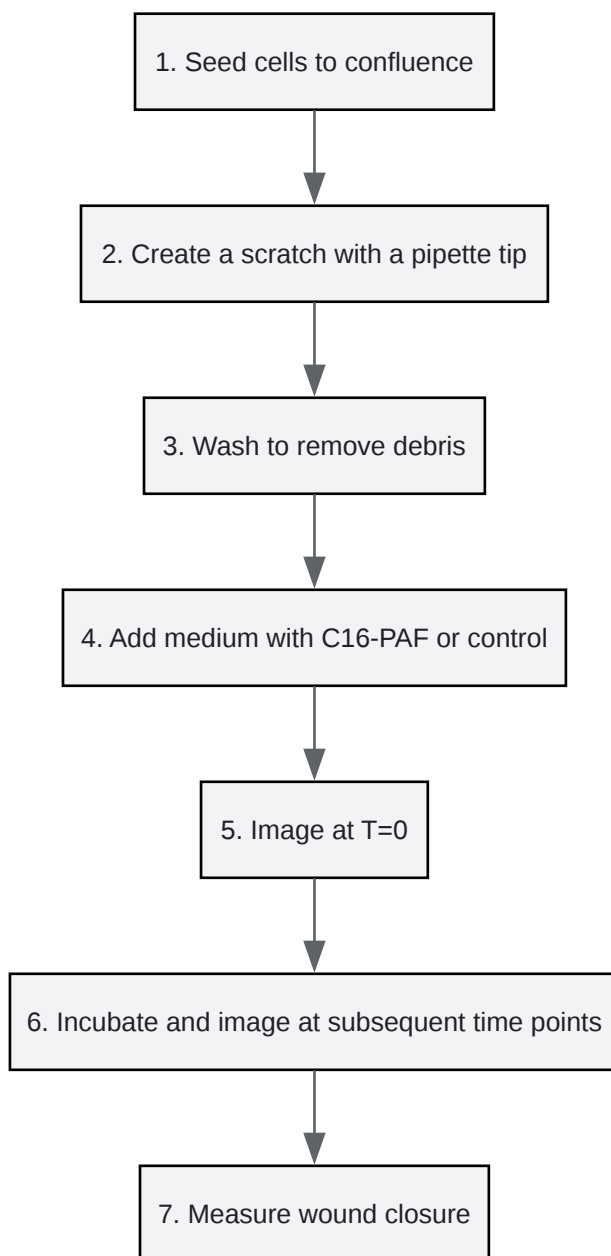 1. Seed cells to confluence
2. Create a scratch with a pipette tip
3. Wash to remove debris
4. Add medium with C16-PAF or control
5. Image at T=0
6. Incubate and image at subsequent time points
7. Measure wound closure